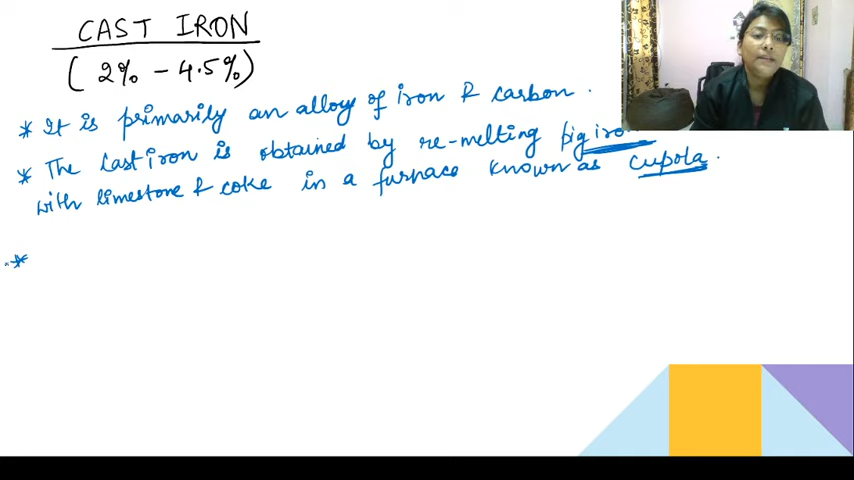 CAST IRON
(2% - 4.5%)
* It is primarily an alloy of iron & carbon.
* The cast iron is obtained by re-melting pig iron
with limestone & coke in a furnace known as cupola.
*